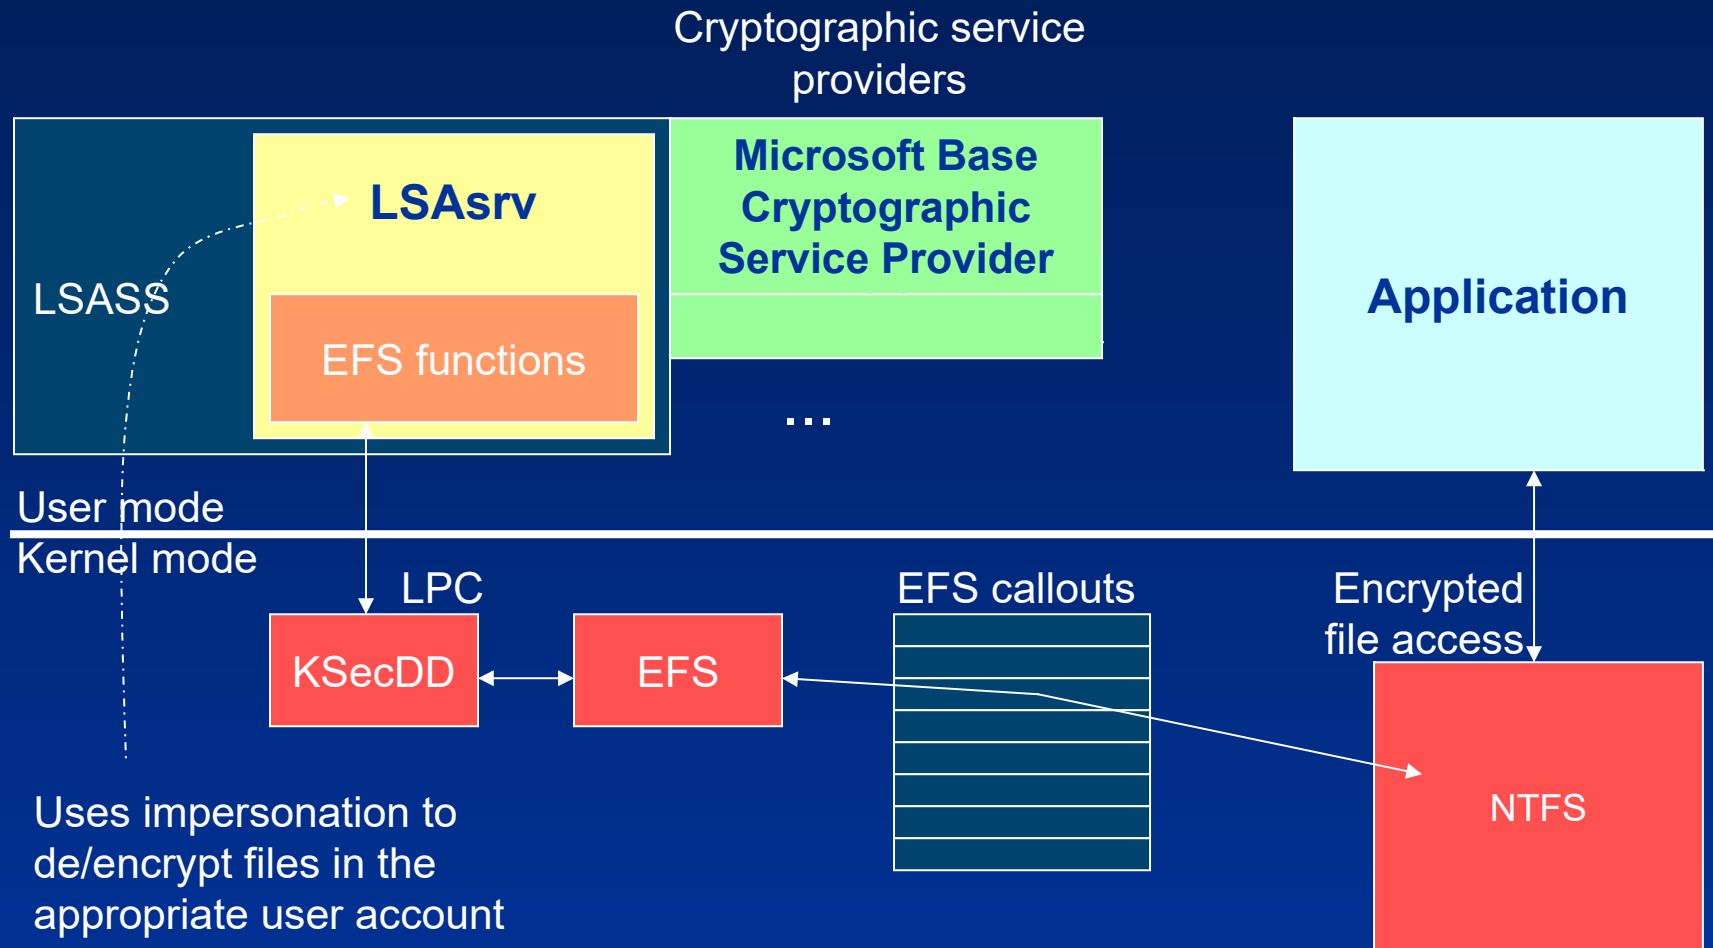 Cryptographic service
providers
Microsoft Base
Cryptographic
Service Provider
LSAsrv
LSASS
EFS functions
...
Application
User mode
Kernel mode
LPC
EFS callouts
Encrypted
file access
KSecDD
EFS
NTFS
Uses impersonation to
de/encrypt files in the
appropriate user account